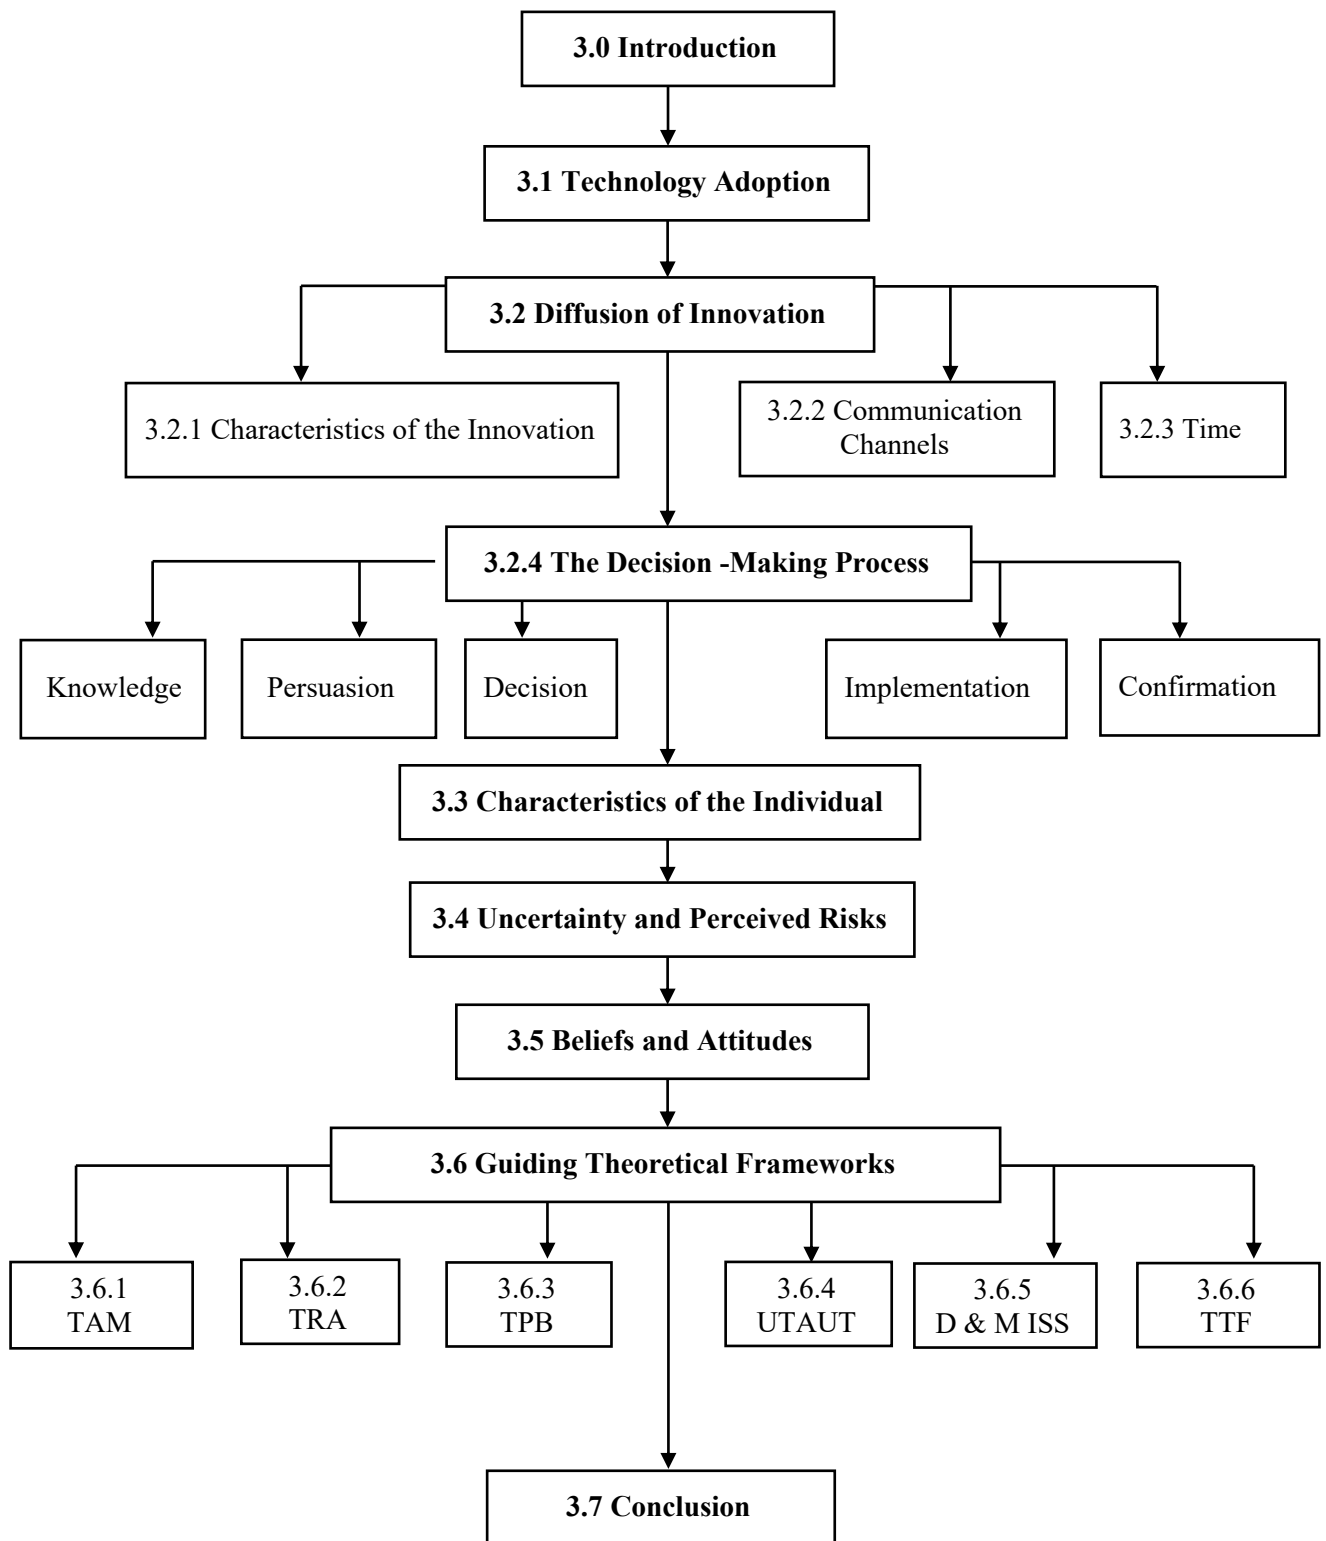 3.0 Introduction
3.1 Technology Adoption
3.2 Diffusion of Innovation
3.2.1 Characteristics of the Innovation
3.2.2 Communication
Channels
3.2.3 Time
3.2.4 The Decision -Making Process
Knowledge
Persuasion
Decision
Implementation
Confirmation
3.3 Characteristics of the Individual
3.4 Uncertainty and Perceived Risks
3.5 Beliefs and Attitudes
3.6 Guiding Theoretical Frameworks
3.6.1
TAM
3.6.2
TRA
3.6.3
TPB
3.6.4
UTAUT
3.6.5
D & M ISS
3.6.6
TTF
3.7 Conclusion